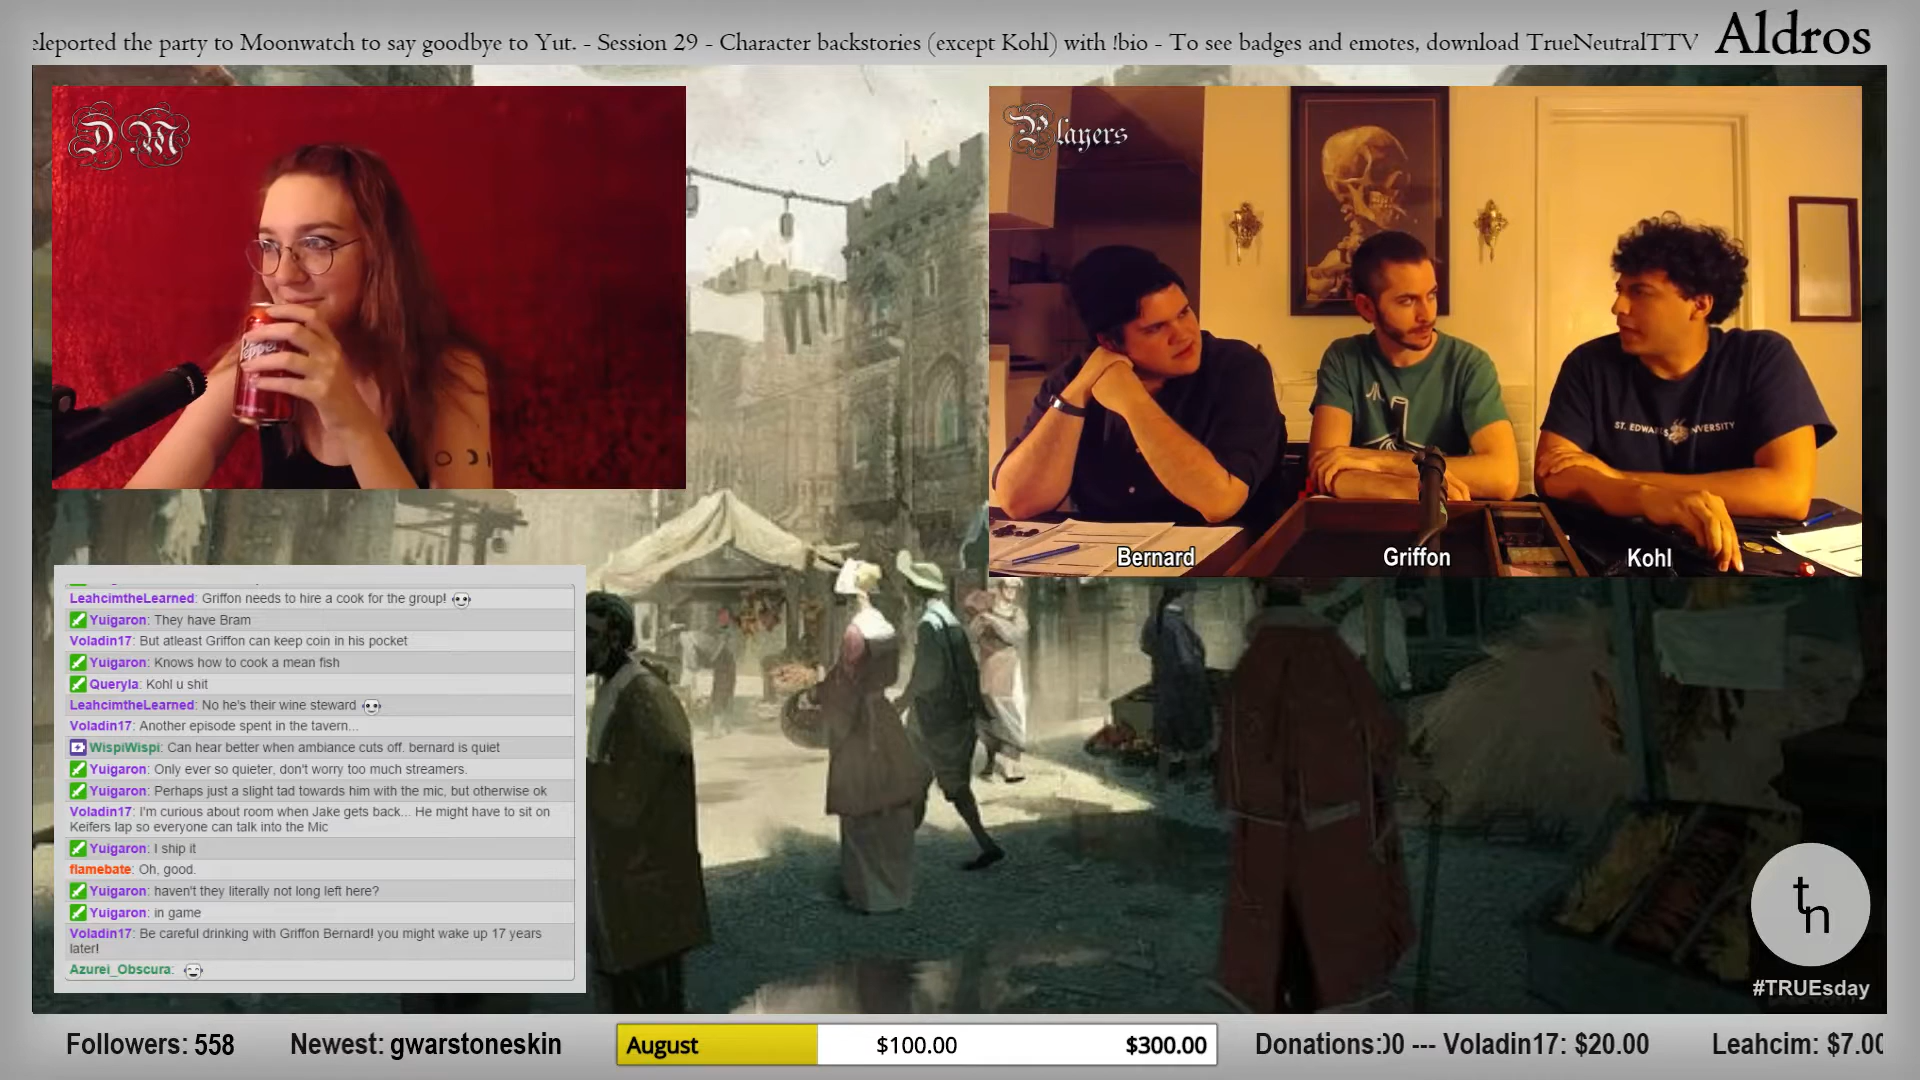 eleported the party to Moonwatch to say goodbye to Yut. - Session 29 - Character backstories (except Kohl) with !bio - To see badges and emotes, download TrueNeutralTTV
Aldros
DM
Players
Pepper
ST. EDWARDS UNIVERSITY
Bernard
Griffon
Kohl
LeahcimtheLearned: Griffon needs to hire a cook for the group!
Yuigaron: They have Bram
Voladin17: But atleast Griffon can keep coin in his pocket
Yuigaron: Knows how to cook a mean fish
Queryla: Kohl u shit
LeahcimtheLearned: No he's their wine steward
Voladin17: Another episode spent in the tavern...
WispiWispi: Can hear better when ambiance cuts off. bernard is quiet
Yuigaron: Only ever so quieter, don't worry too much streamers.
Yuigaron: Perhaps just a slight tad towards him with the mic, but otherwise ok
Voladin17: I'm curious about room when Jake gets back... He might have to sit on
Keifers lap so everyone can talk into the Mic
Yuigaron: I ship it
flamebate: Oh, good.
Yuigaron: haven't they literally not long left here?
Yuigaron: in game
Voladin17: Be careful drinking with Griffon Bernard! you might wake up 17 years
later!
Azurei_Obscura:
tn
#TRUEsday
Followers: 558
Newest: gwarstoneskin
August
$100.00
$300.00
Donations:
00 --- Voladin17: $20.00
Leahcim: $7.00